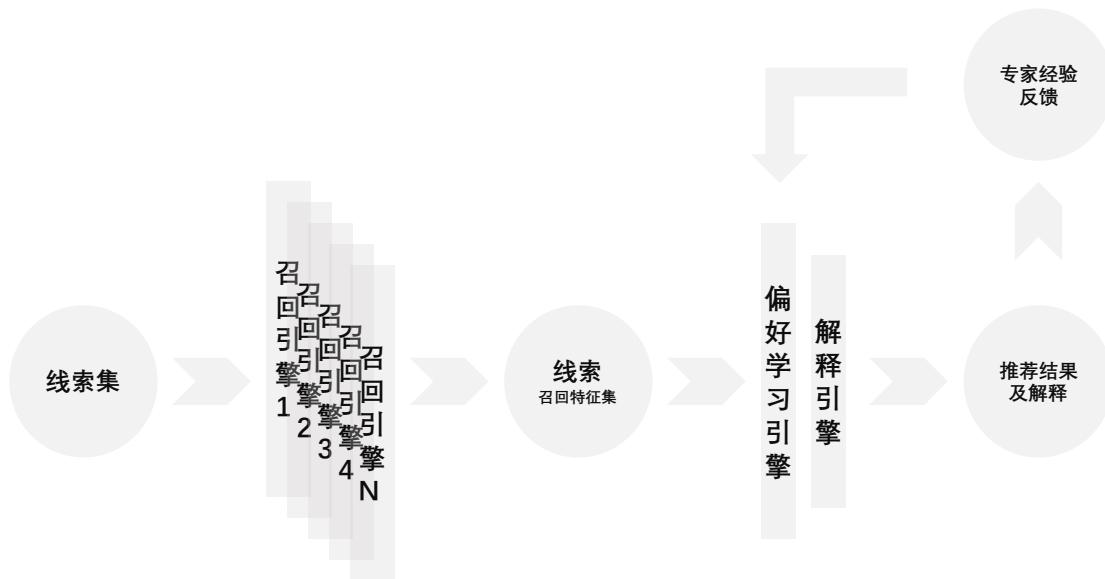 专家经验
反馈
线索集
召回引擎1
召回引擎2
召回引擎3
召回引擎4
召回引擎N
线索
召回特征集
偏好学习引擎
解释引擎
推荐结果
及解释